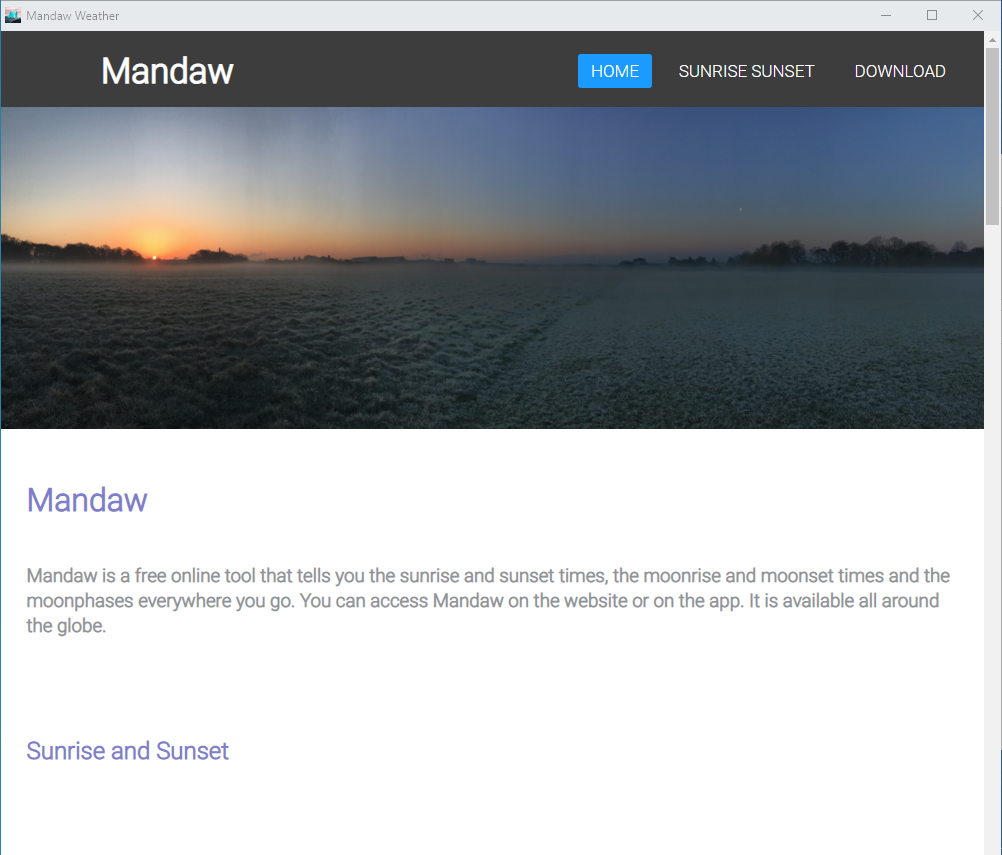 Mandaw Weather
Mandaw
HOME
SUNRISE SUNSET
DOWNLOAD
Mandaw
Mandaw is a free online tool that tells you the sunrise and sunset times, the moonrise and moonset times and the
moonphases everywhere you go. You can access Mandaw on the website or on the app. It is available all around
the globe.
Sunrise and Sunset